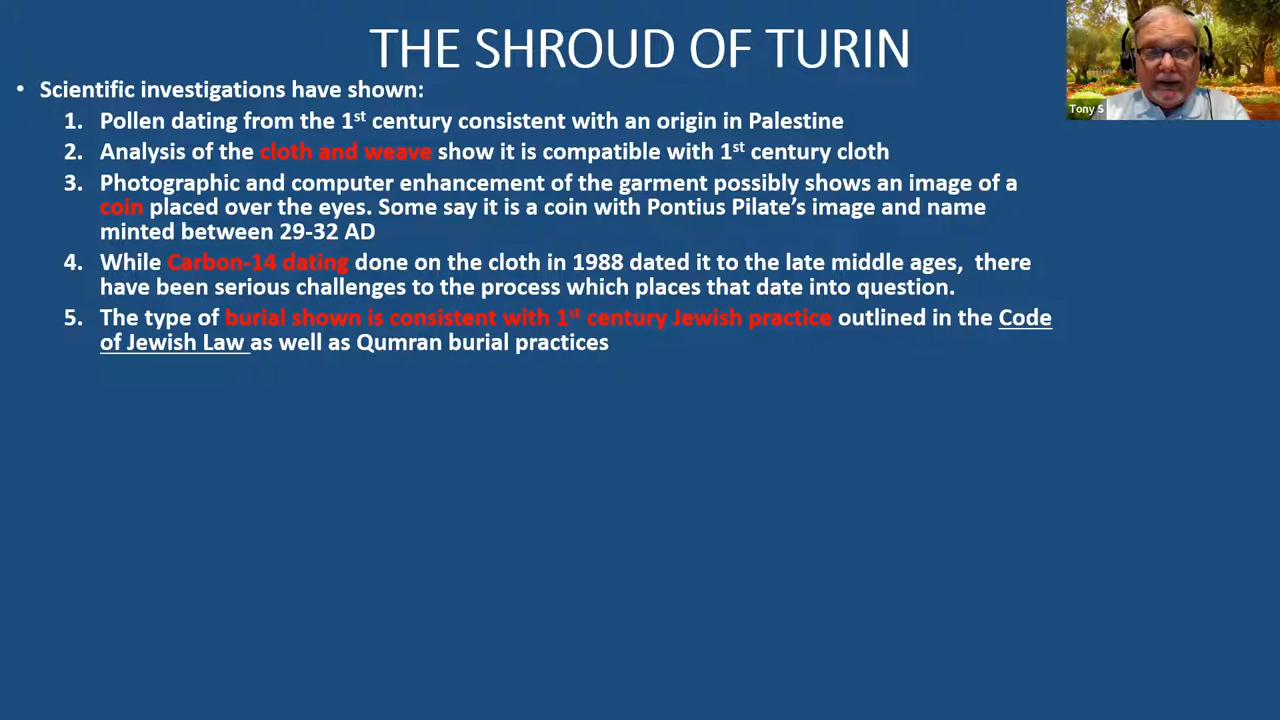 THE SHROUD OF TURIN
Tony S
• Scientific investigations have shown:
1. Pollen dating from the 1st century consistent with an origin in Palestine
2. Analysis of the cloth and weave show it is compatible with 1st century cloth
3. Photographic and computer enhancement of the garment possibly shows an image of a
coin placed over the eyes. Some say it is a coin with Pontius Pilate's image and name
minted between 29-32 AD
4. While Carbon-14 dating done on the cloth in 1988 dated it to the late middle ages,  there
have been serious challenges to the process which places that date into question.
5. The type of burial shown is consistent with 1st century Jewish practice outlined in the Code
of Jewish Law as well as Qumran burial practices